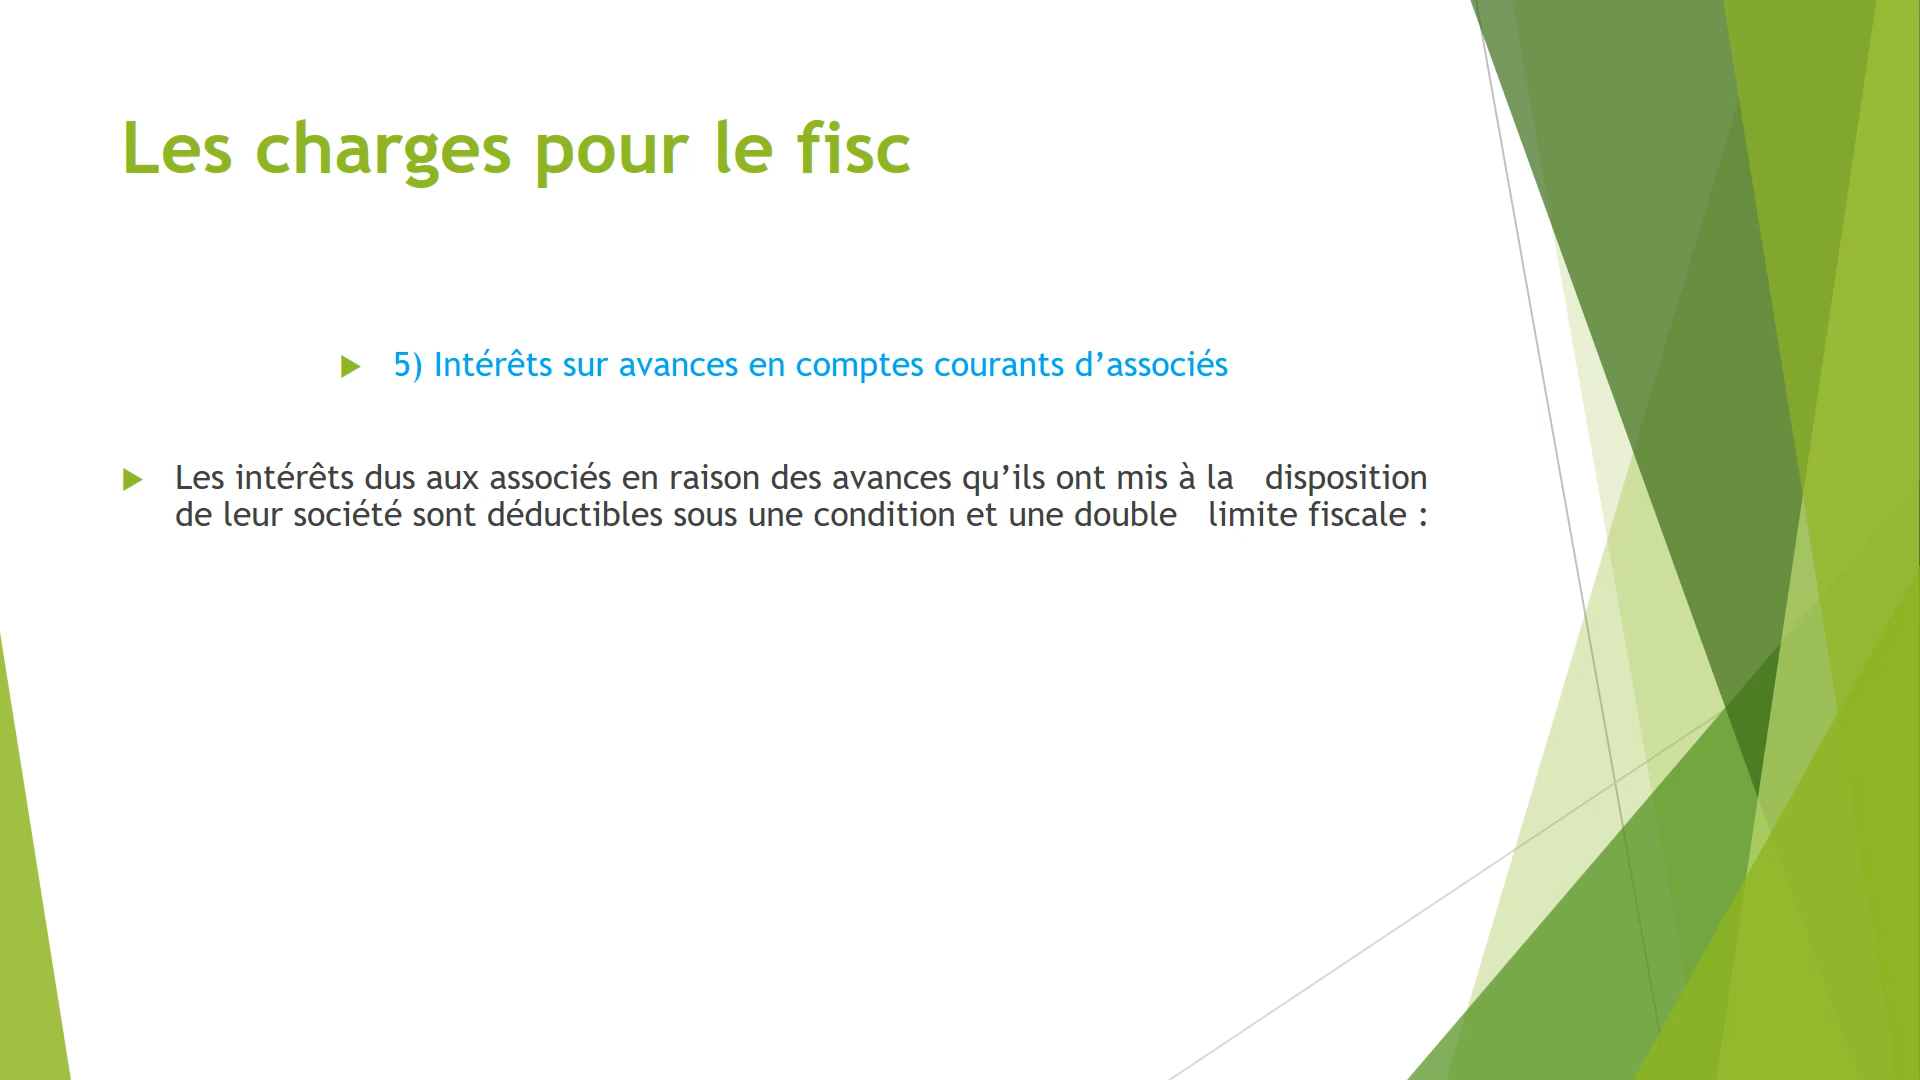 Les charges pour le fisc
5) Intérêts sur avances en comptes courants d’associés
Les intérêts dus aux associés en raison des avances qu’ils ont mis à la disposition
de leur société sont déductibles sous une condition et une double limite fiscale :